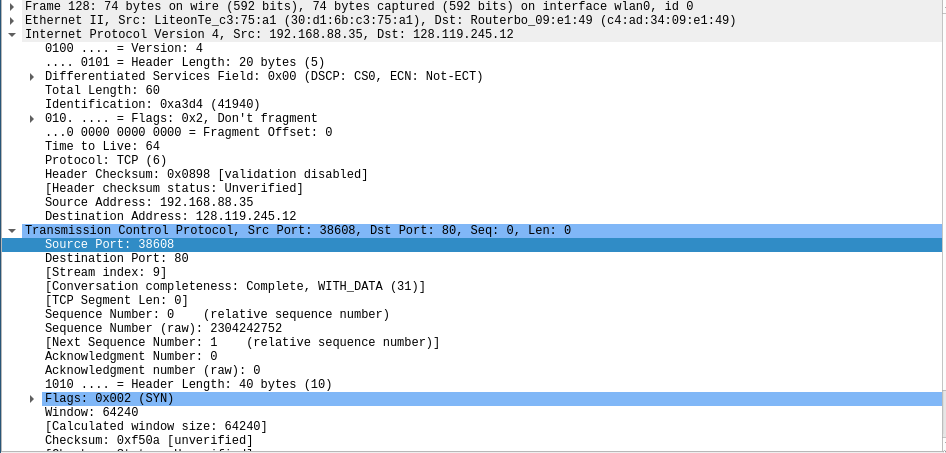 Frame 128: 74 bytes on wire (592 bits), 74 bytes captured (592 bits) on interface wlan0, id 0
Ethernet II, Src: LiteonTe_c3:75:a1 (30:d1:6b:c3:75:a1), Dst: Routerbo_09:e1:49 (c4:ad:34:09:e1:49)
Internet Protocol Version 4, Src: 192.168.88.35, Dst: 128.119.245.12
0100 .... = Version: 4
.... 0101 = Header Length: 20 bytes (5)
Differentiated Services Field: 0x00 (DSCP: CS0, ECN: Not-ECT)
Total Length: 60
Identification: 0xa3d4 (41940)
010. .... = Flags: 0x2, Don't fragment
...0 0000 0000 0000 = Fragment Offset: 0
Time to Live: 64
Protocol: TCP (6)
Header Checksum: 0x0898 [validation disabled]
[Header checksum status: Unverified]
Source Address: 192.168.88.35
Destination Address: 128.119.245.12
Transmission Control Protocol, Src Port: 38608, Dst Port: 80, Seq: 0, Len: 0
Source Port: 38608
Destination Port: 80
[Stream index: 9]
[Conversation completeness: Complete, WITH_DATA (31)]
[TCP Segment Len: 0]
Sequence Number: 0    (relative sequence number)
Sequence Number (raw): 2304242752
[Next Sequence Number: 1    (relative sequence number)]
Acknowledgment Number: 0
Acknowledgment number (raw): 0
1010 .... = Header Length: 40 bytes (10)
Flags: 0x002 (SYN)
Window: 64240
[Calculated window size: 64240]
Checksum: 0xf50a [unverified]